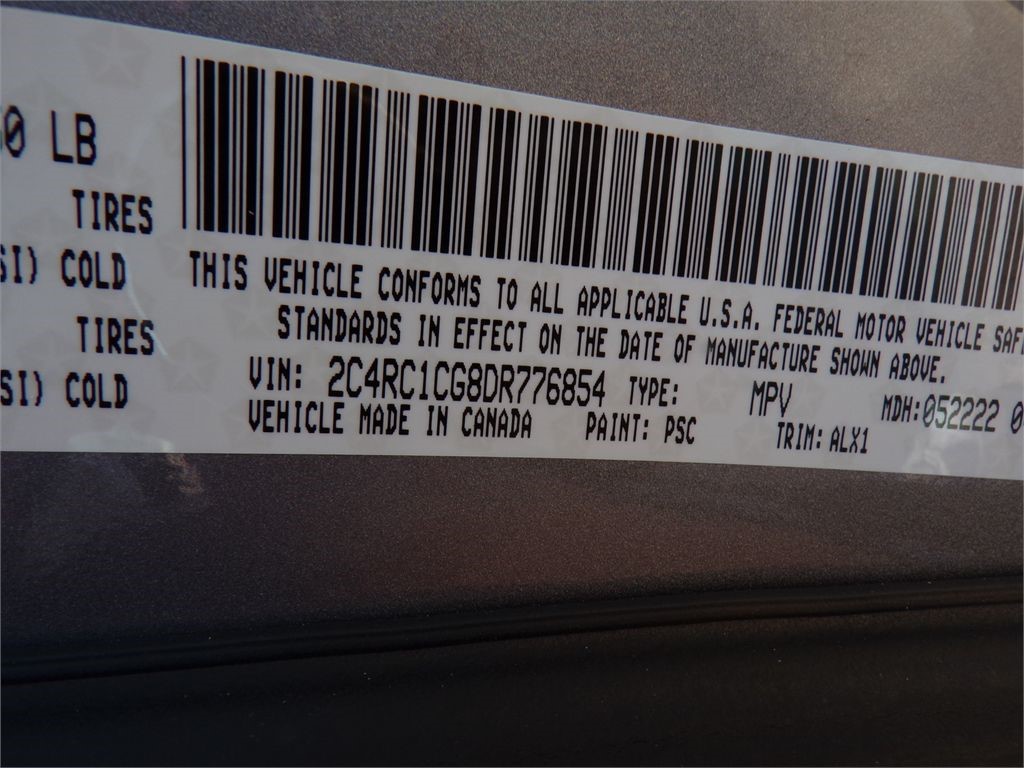 0 LB
TIRES
SI) COLD
TIRES
SI) COLD
THIS VEHICLE CONFORMS TO ALL APPLICABLE U.S.A. FEDERAL MOTOR VEHICLE SAF
STANDARDS IN EFFECT ON THE DATE OF MANUFACTURE SHOWN ABOVE.
VIN: 2C4RC1CG8DR776854 TYPE: MPV MDH:052222 0
VEHICLE MADE IN CANADA PAINT: PSC TRIM: ALX1